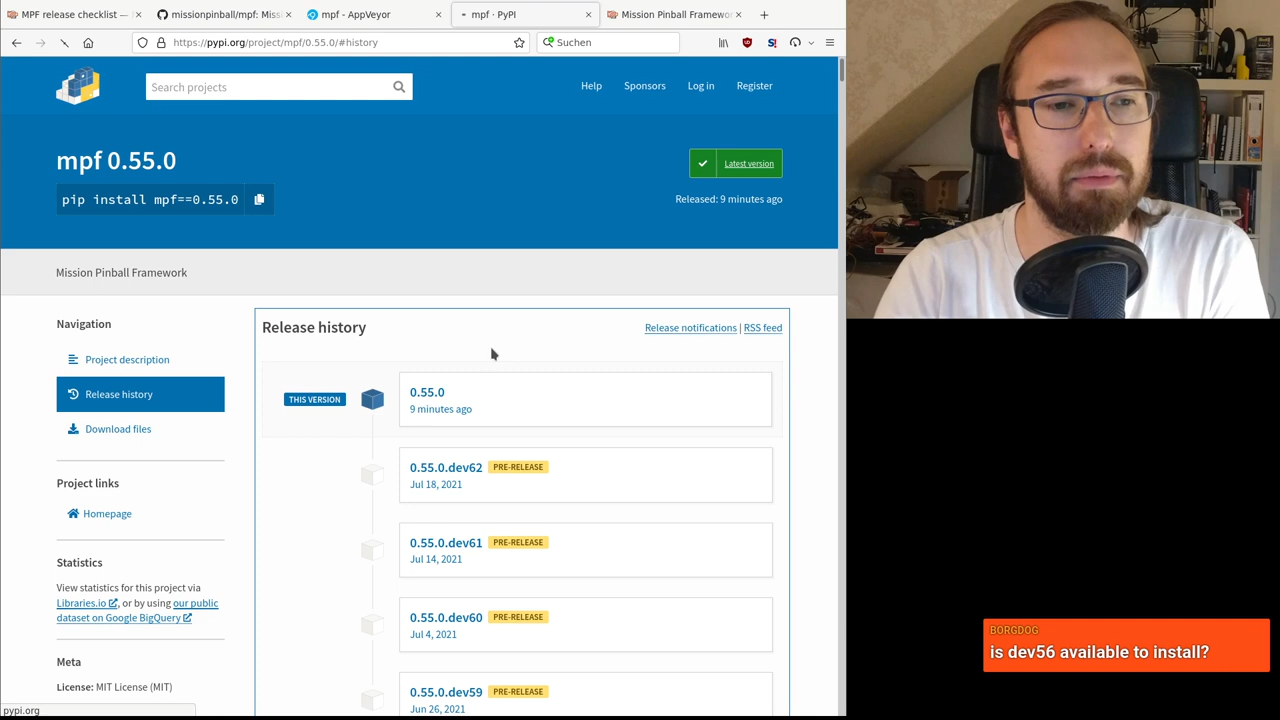 MPF release checklist —
missionpinball/mpf: Miss
mpf - AppVeyor
mpf · PyPI
Mission Pinball Framewor
https://pypi.org/project/mpf/0.55.0/#history
Suchen
Search projects
Help
Sponsors
Log in
Register
mpf 0.55.0
pip install mpf==0.55.0
Latest version
Released: 9 minutes ago
Mission Pinball Framework
Navigation
Project description
Release history
Download files
Project links
Homepage
Statistics
View statistics for this project via
Libraries.io, or by using our public
dataset on Google BigQuery
Meta
License: MIT License (MIT)
pypi.org
Release history
Release notifications | RSS feed
THIS VERSION
0.55.0
9 minutes ago
0.55.0.dev62 PRE-RELEASE
Jul 18, 2021
0.55.0.dev61 PRE-RELEASE
Jul 14, 2021
0.55.0.dev60 PRE-RELEASE
Jul 4, 2021
0.55.0.dev59 PRE-RELEASE
Jun 26, 2021
BORGDOG
is dev56 available to install?